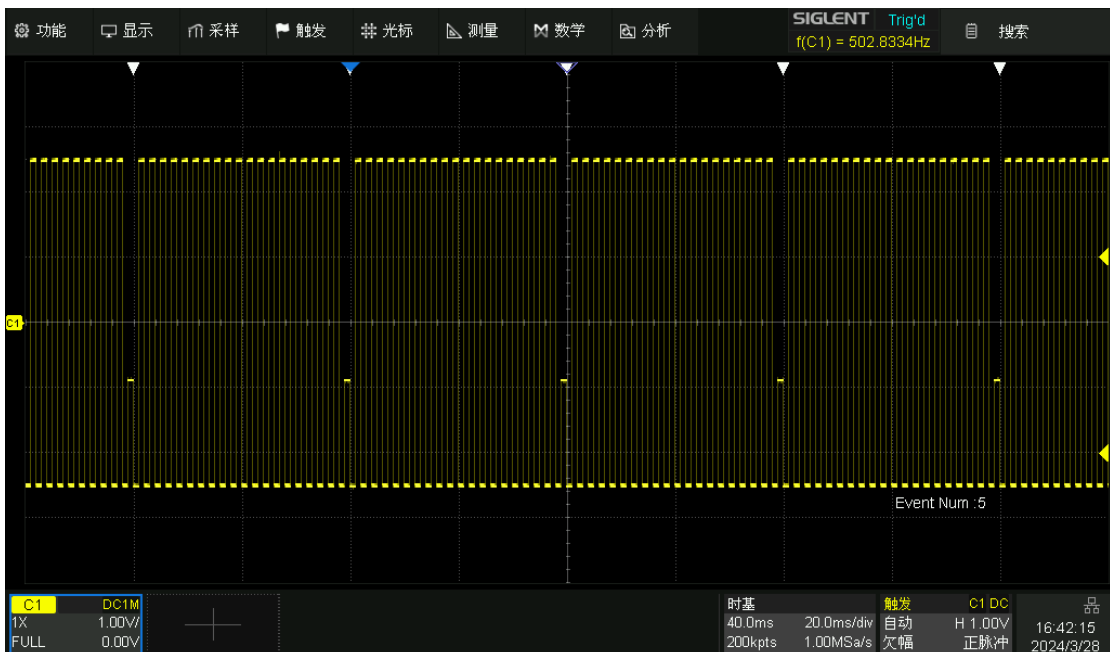 功能 显示 采样 触发 光标 测量 数学 分析 SIGLENT Trig'd 搜索
f(C1) = 502.8334Hz
C1
Event Num :5
C1 DC1M
1X 1.00V/
FULL 0.00V
时基
40.0ms 20.0ms/div
200kpts 1.00MSa/s
触发 C1 DC
自动 H 1.00V
欠幅 正脉冲
16:42:15
2024/3/28